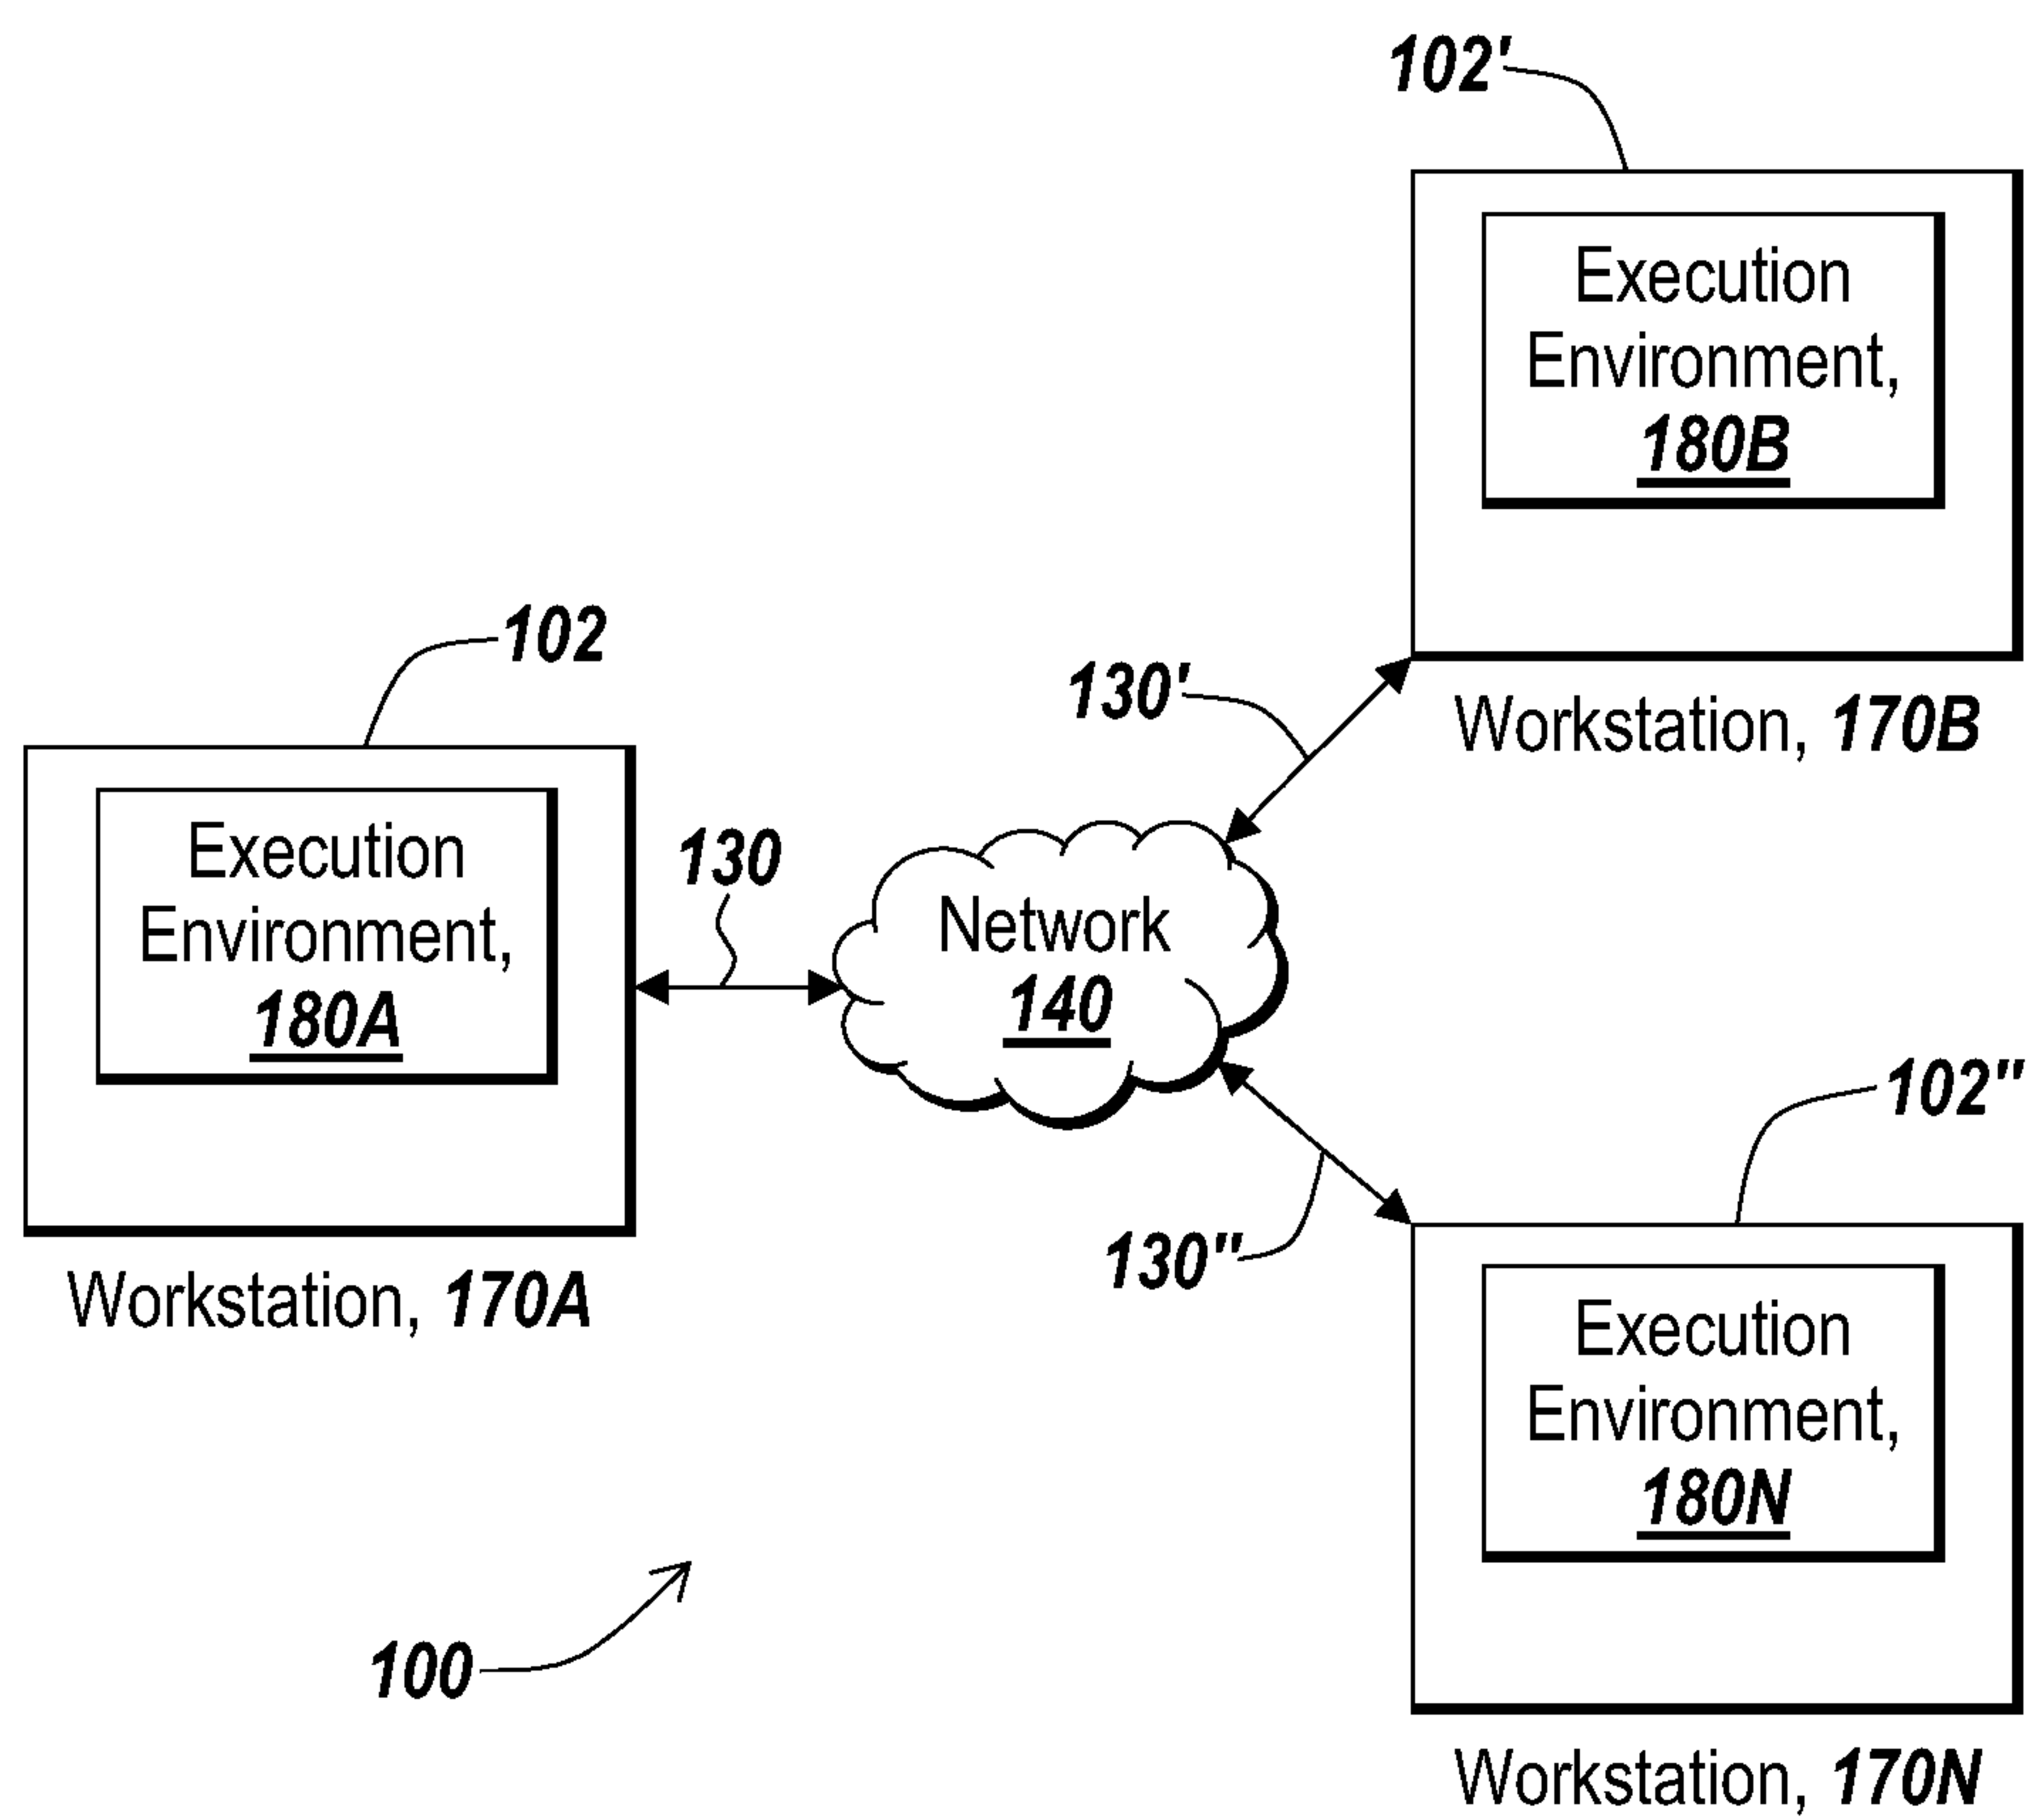 102'
Execution
Environment,
180B
Workstation, 170B
102
Execution
Environment,
180A
Workstation, 170A
130
130'
Network
140
130"
102"
Execution
Environment,
180N
Workstation, 170N
100